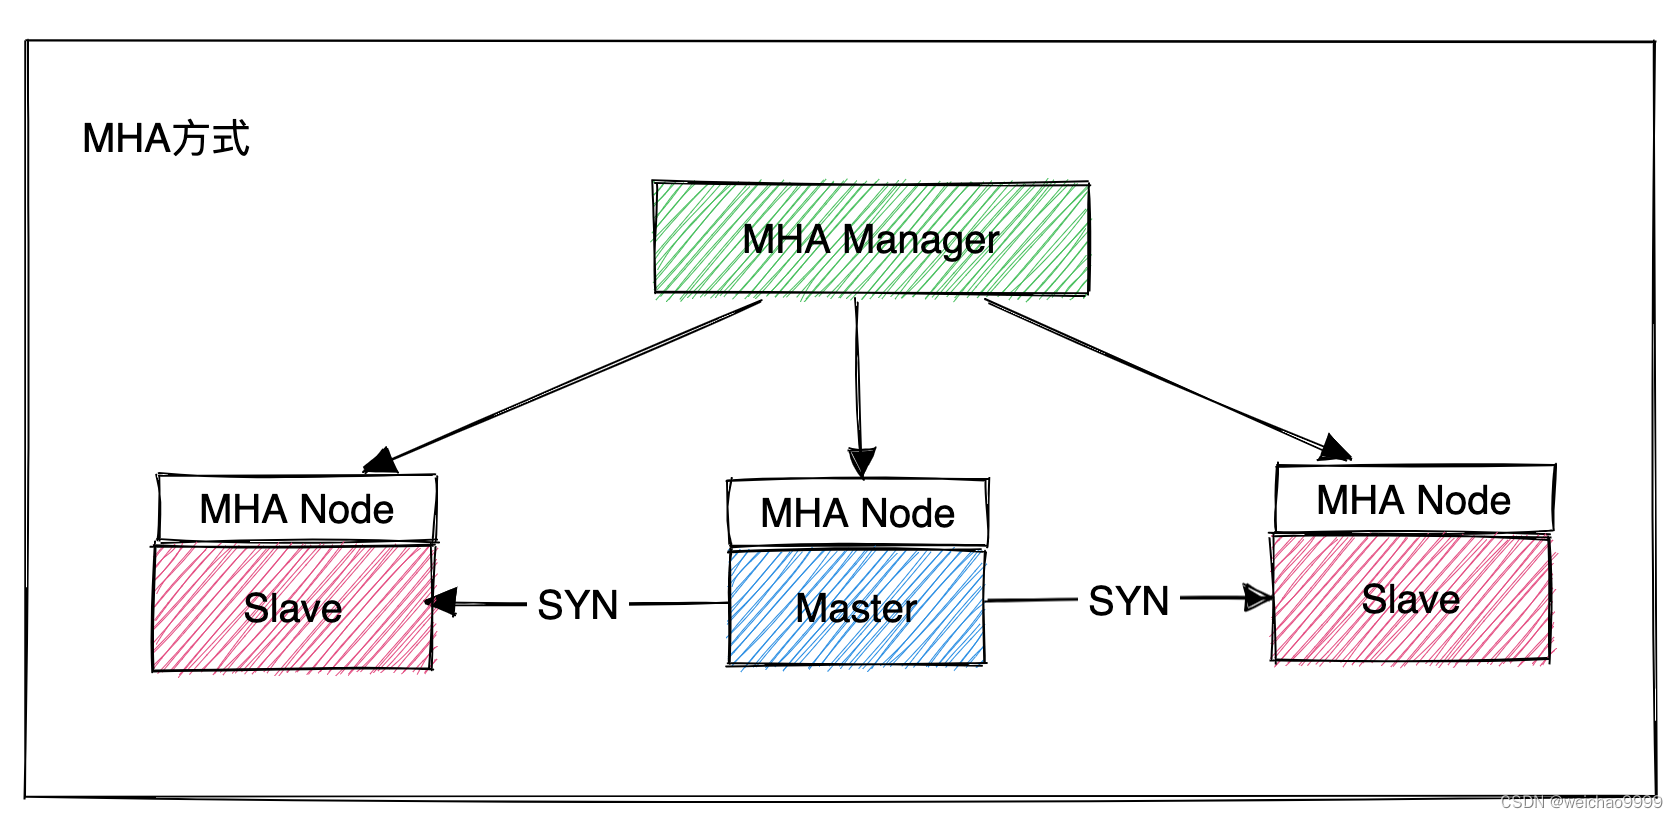 MHA方式
MHA Manager
MHA Node
MHA Node
MHA Node
Slave
SYN
Master
SYN
Slave
CSDN @weichao9999